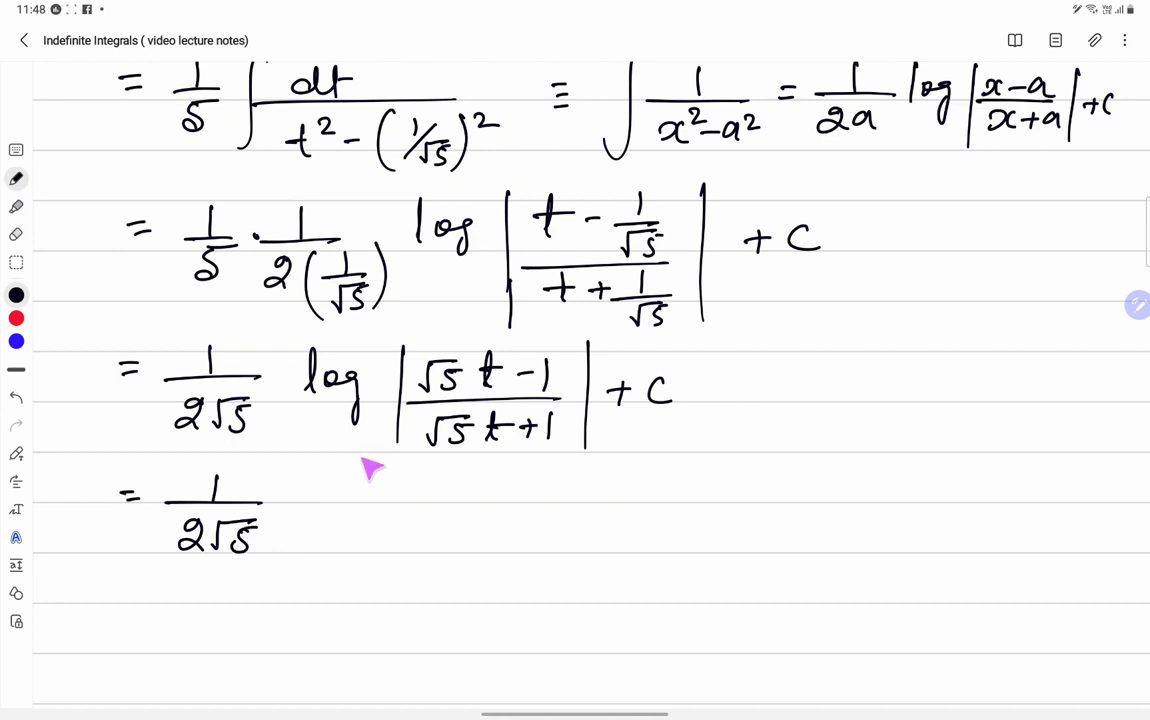 11:48
Indefinite Integrals ( video lecture notes)
= 1/5 ∫ dt / (t² - (1/√5)²) ≡ ∫ 1/(x² - a²) = 1/2a log |(x-a)/(x+a)| + C
= 1/5 · 1/(2(1/√5)) log |(t - 1/√5)/(t + 1/√5)| + C
= 1/(2√5) log |(√5 t - 1)/(√5 t + 1)| + C
= 1/(2√5)